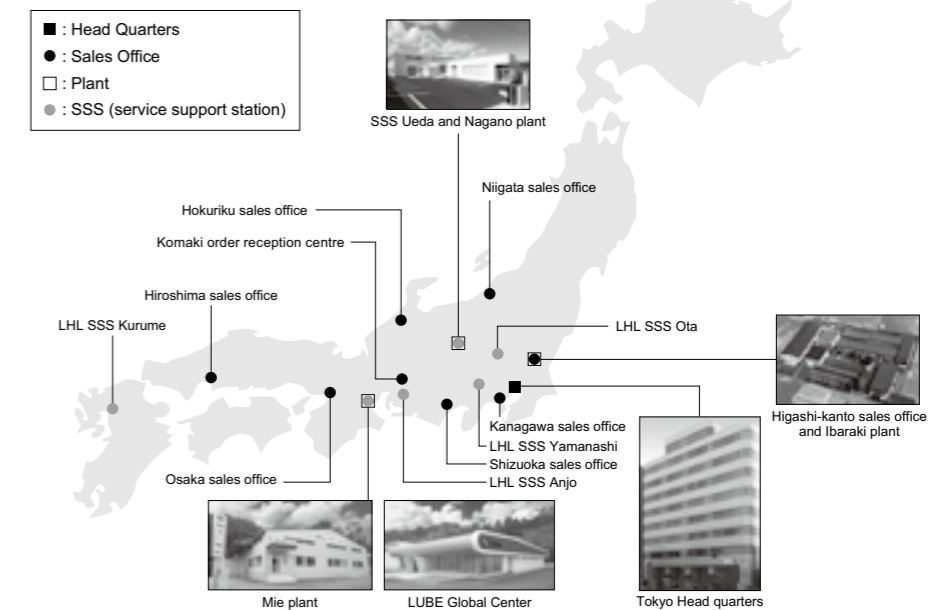 ■ : Head Quarters
● : Sales Office
□ : Plant
● : SSS (service support station)
SSS Ueda and Nagano plant
Niigata sales office
Hokuriku sales office
Komaki order reception centre
Hiroshima sales office
LHL SSS Kurume
LHL SSS Ota
Higashi-kanto sales office
and Ibaraki plant
Kanagawa sales office
LHL SSS Yamanashi
Shizuoka sales office
LHL SSS Anjo
Osaka sales office
Mie plant
LUBE Global Center
Tokyo Head quarters